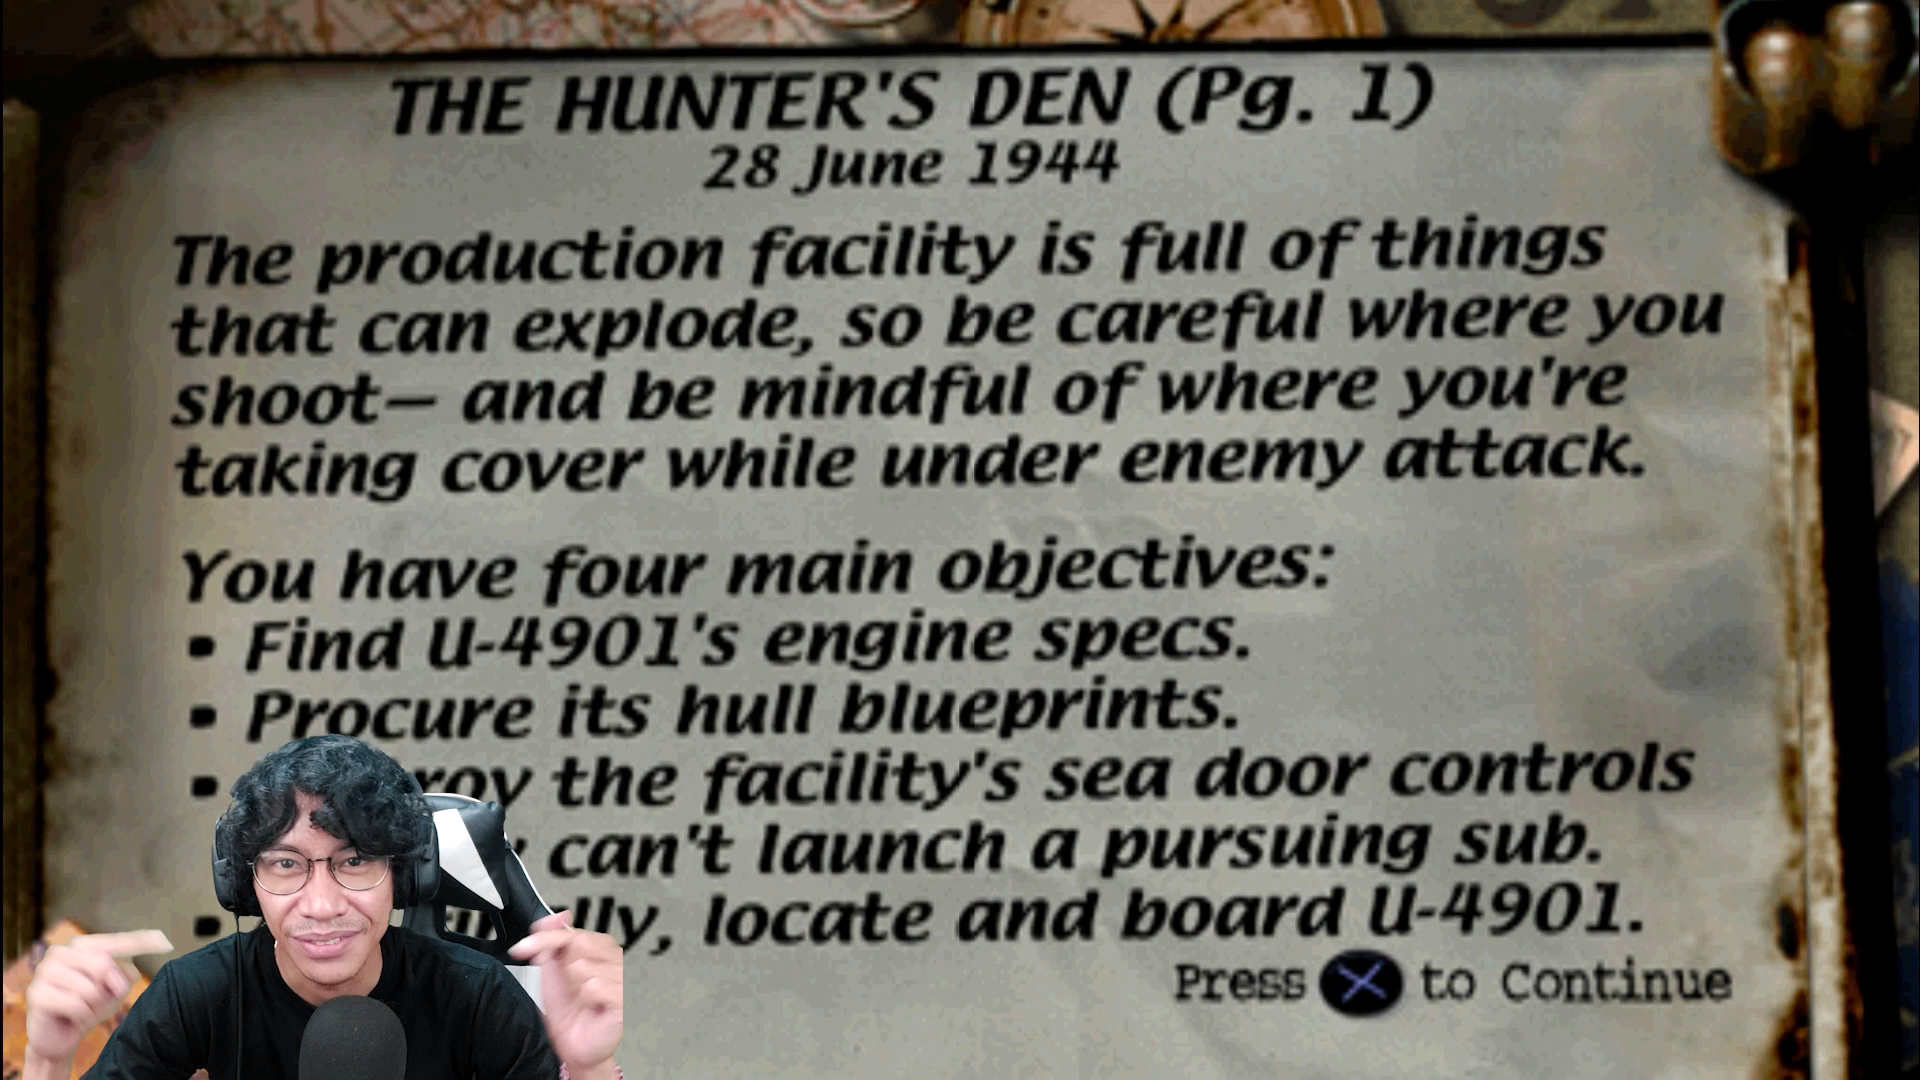 THE HUNTER'S DEN (Pg. 1)
28 June 1944
The production facility is full of things
that can explode, so be careful where you
shoot— and be mindful of where you're
taking cover while under enemy attack.
You have four main objectives:
• Find U-4901's engine specs.
• Procure its hull blueprints.
• the facility's sea door controls
can't launch a pursuing sub.
• locate and board U-4901.
Press X to Continue